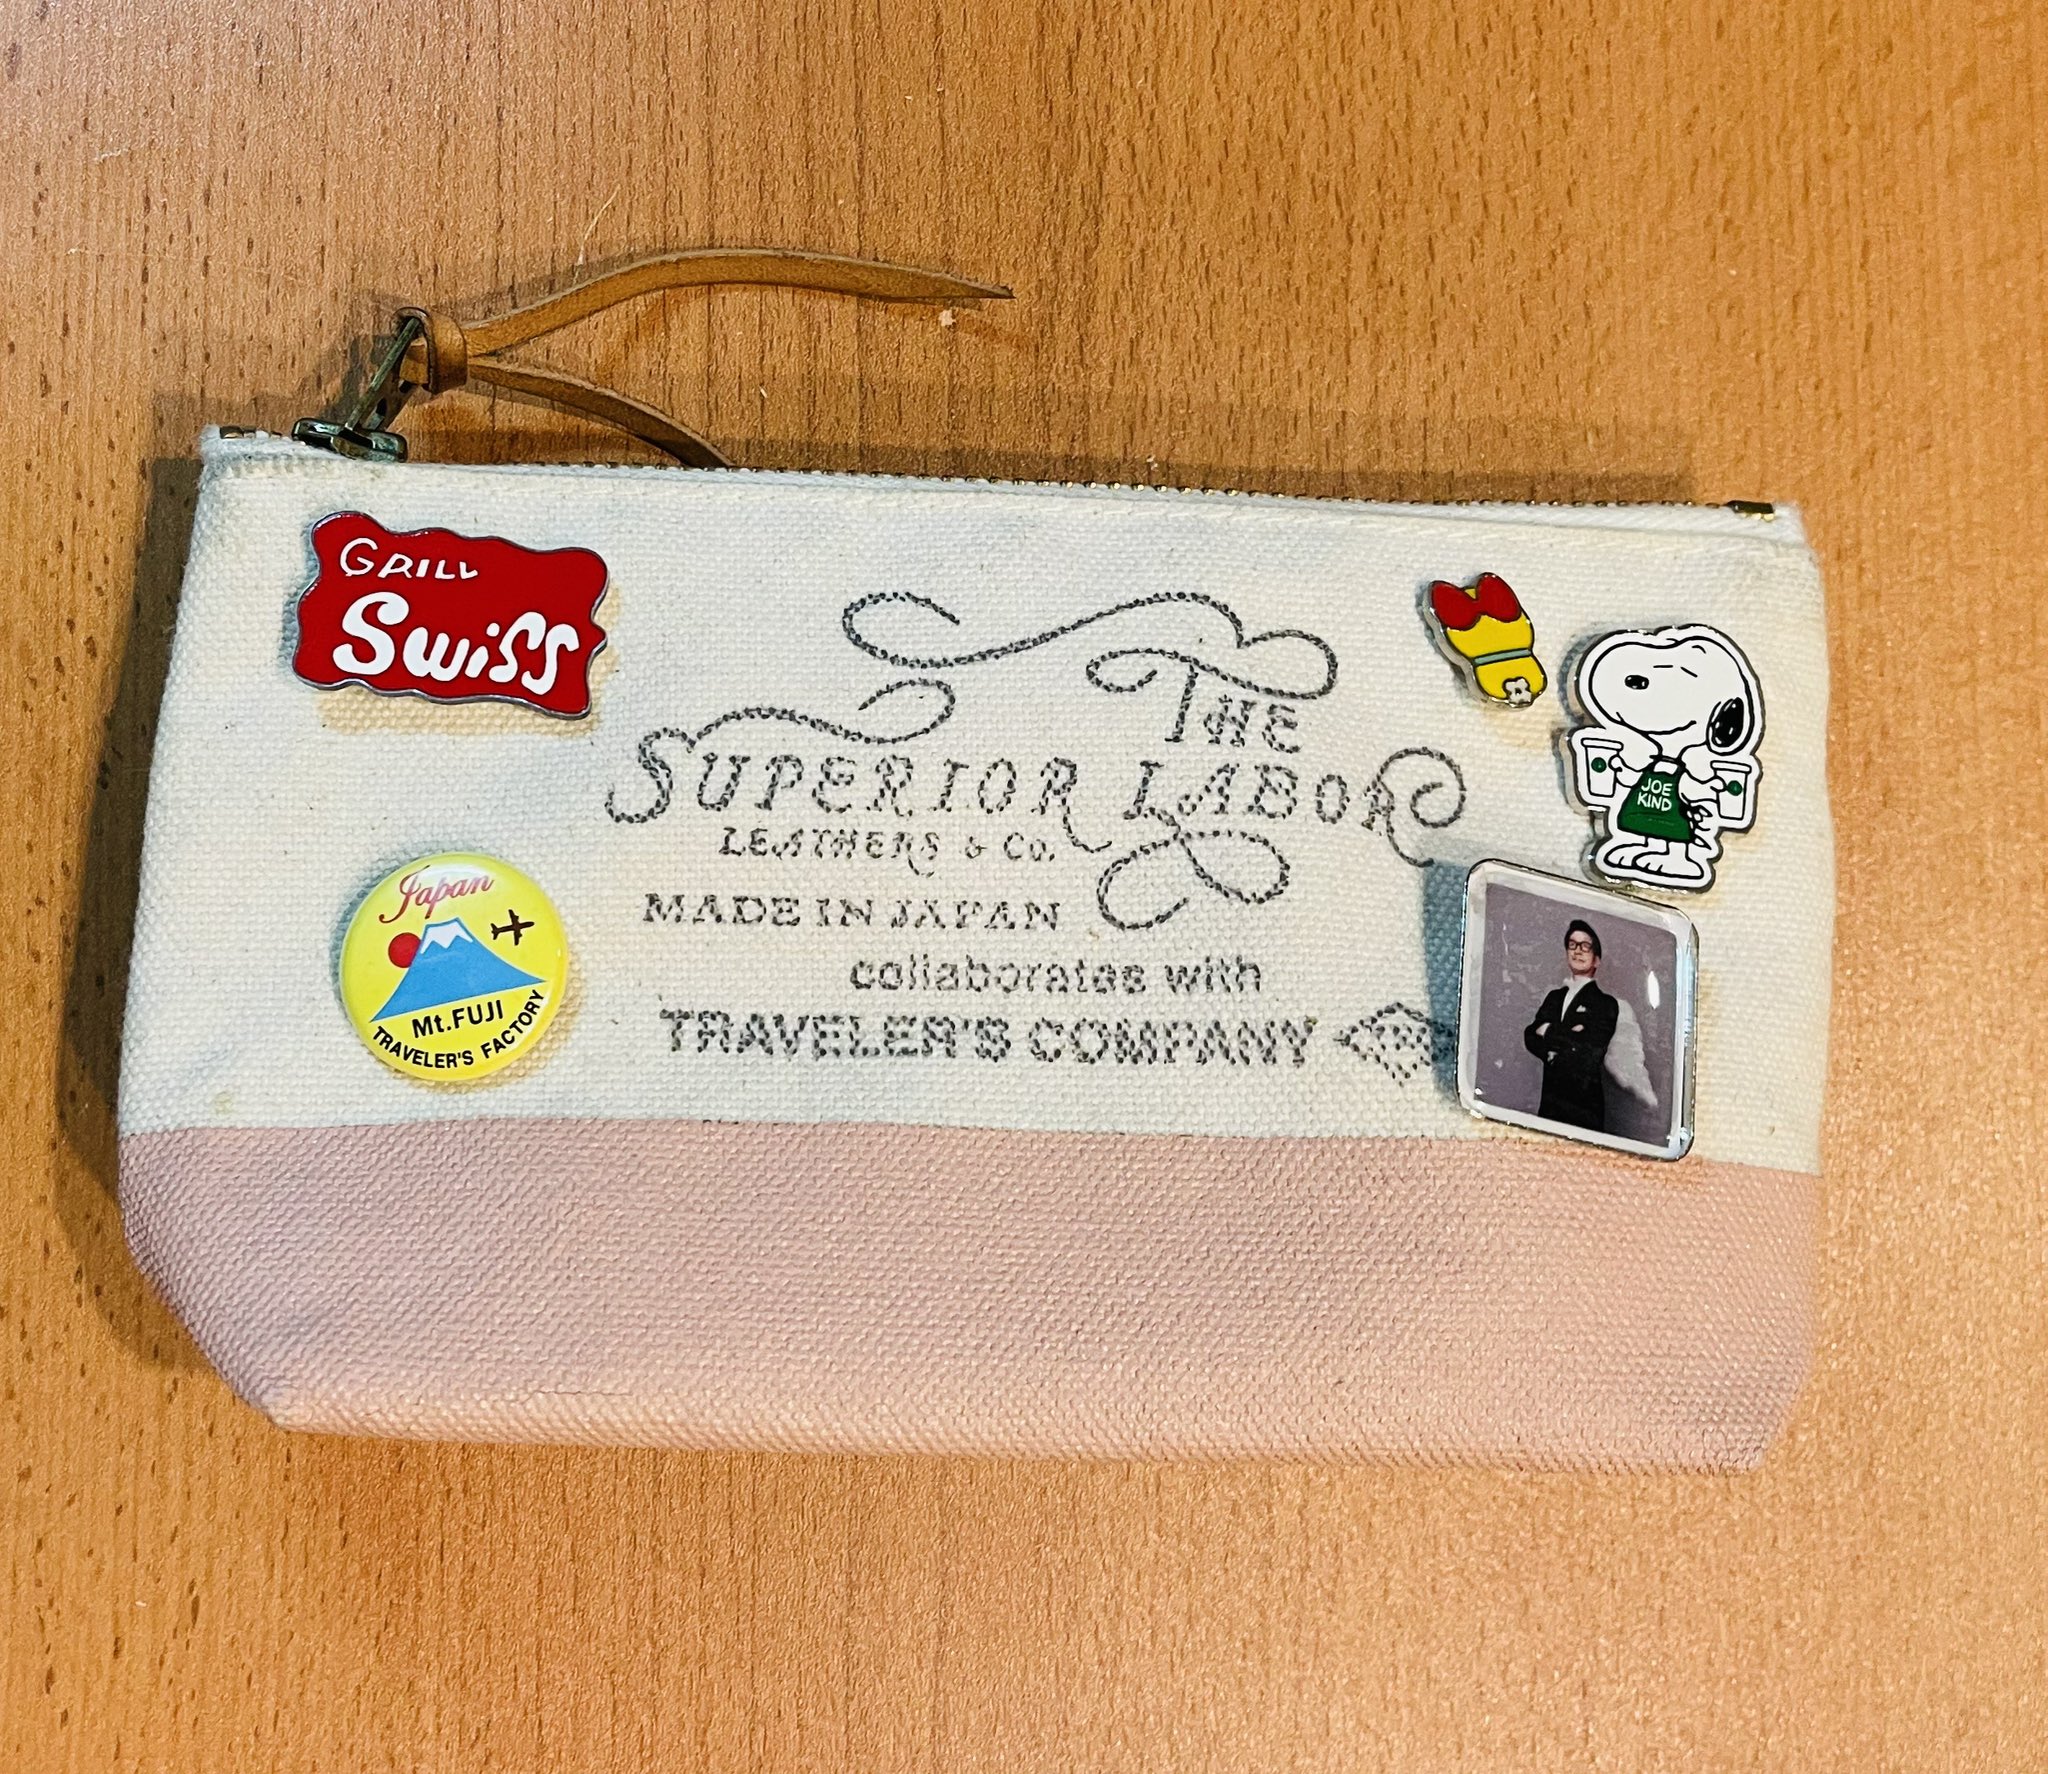 GRILL
Swiss
THE
SUPERIOR LABOR
LEATHERS & Co.
MADE IN JAPAN
collaborates with
TRAVELER'S COMPANY
JOE
KIND
Japan
Mt.FUJI
TRAVELER'S FACTORY